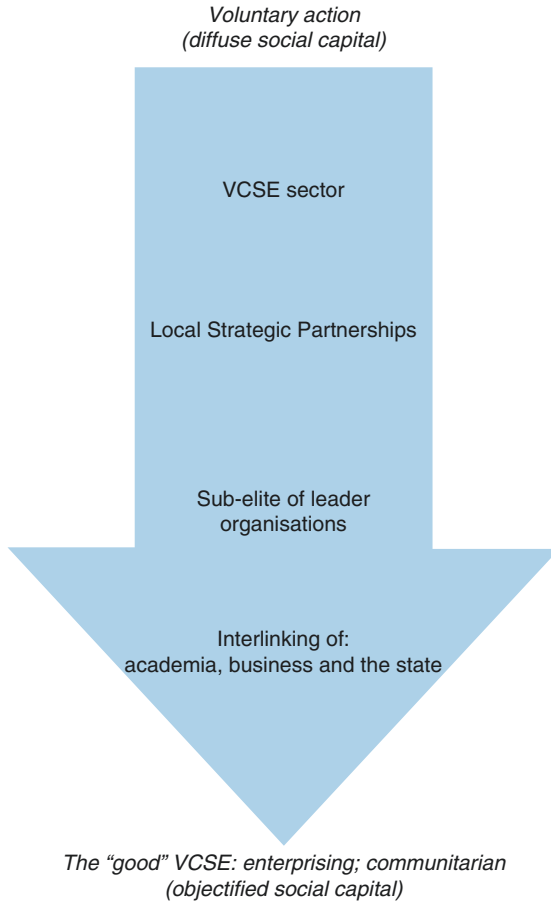 Voluntary action
(diffuse social capital)
VCSE sector
Local Strategic Partnerships
Sub-elite of leader
organisations
Interlinking of:
academia, business and the state
The “good” VCSE: enterprising; communitarian
(objectified social capital)